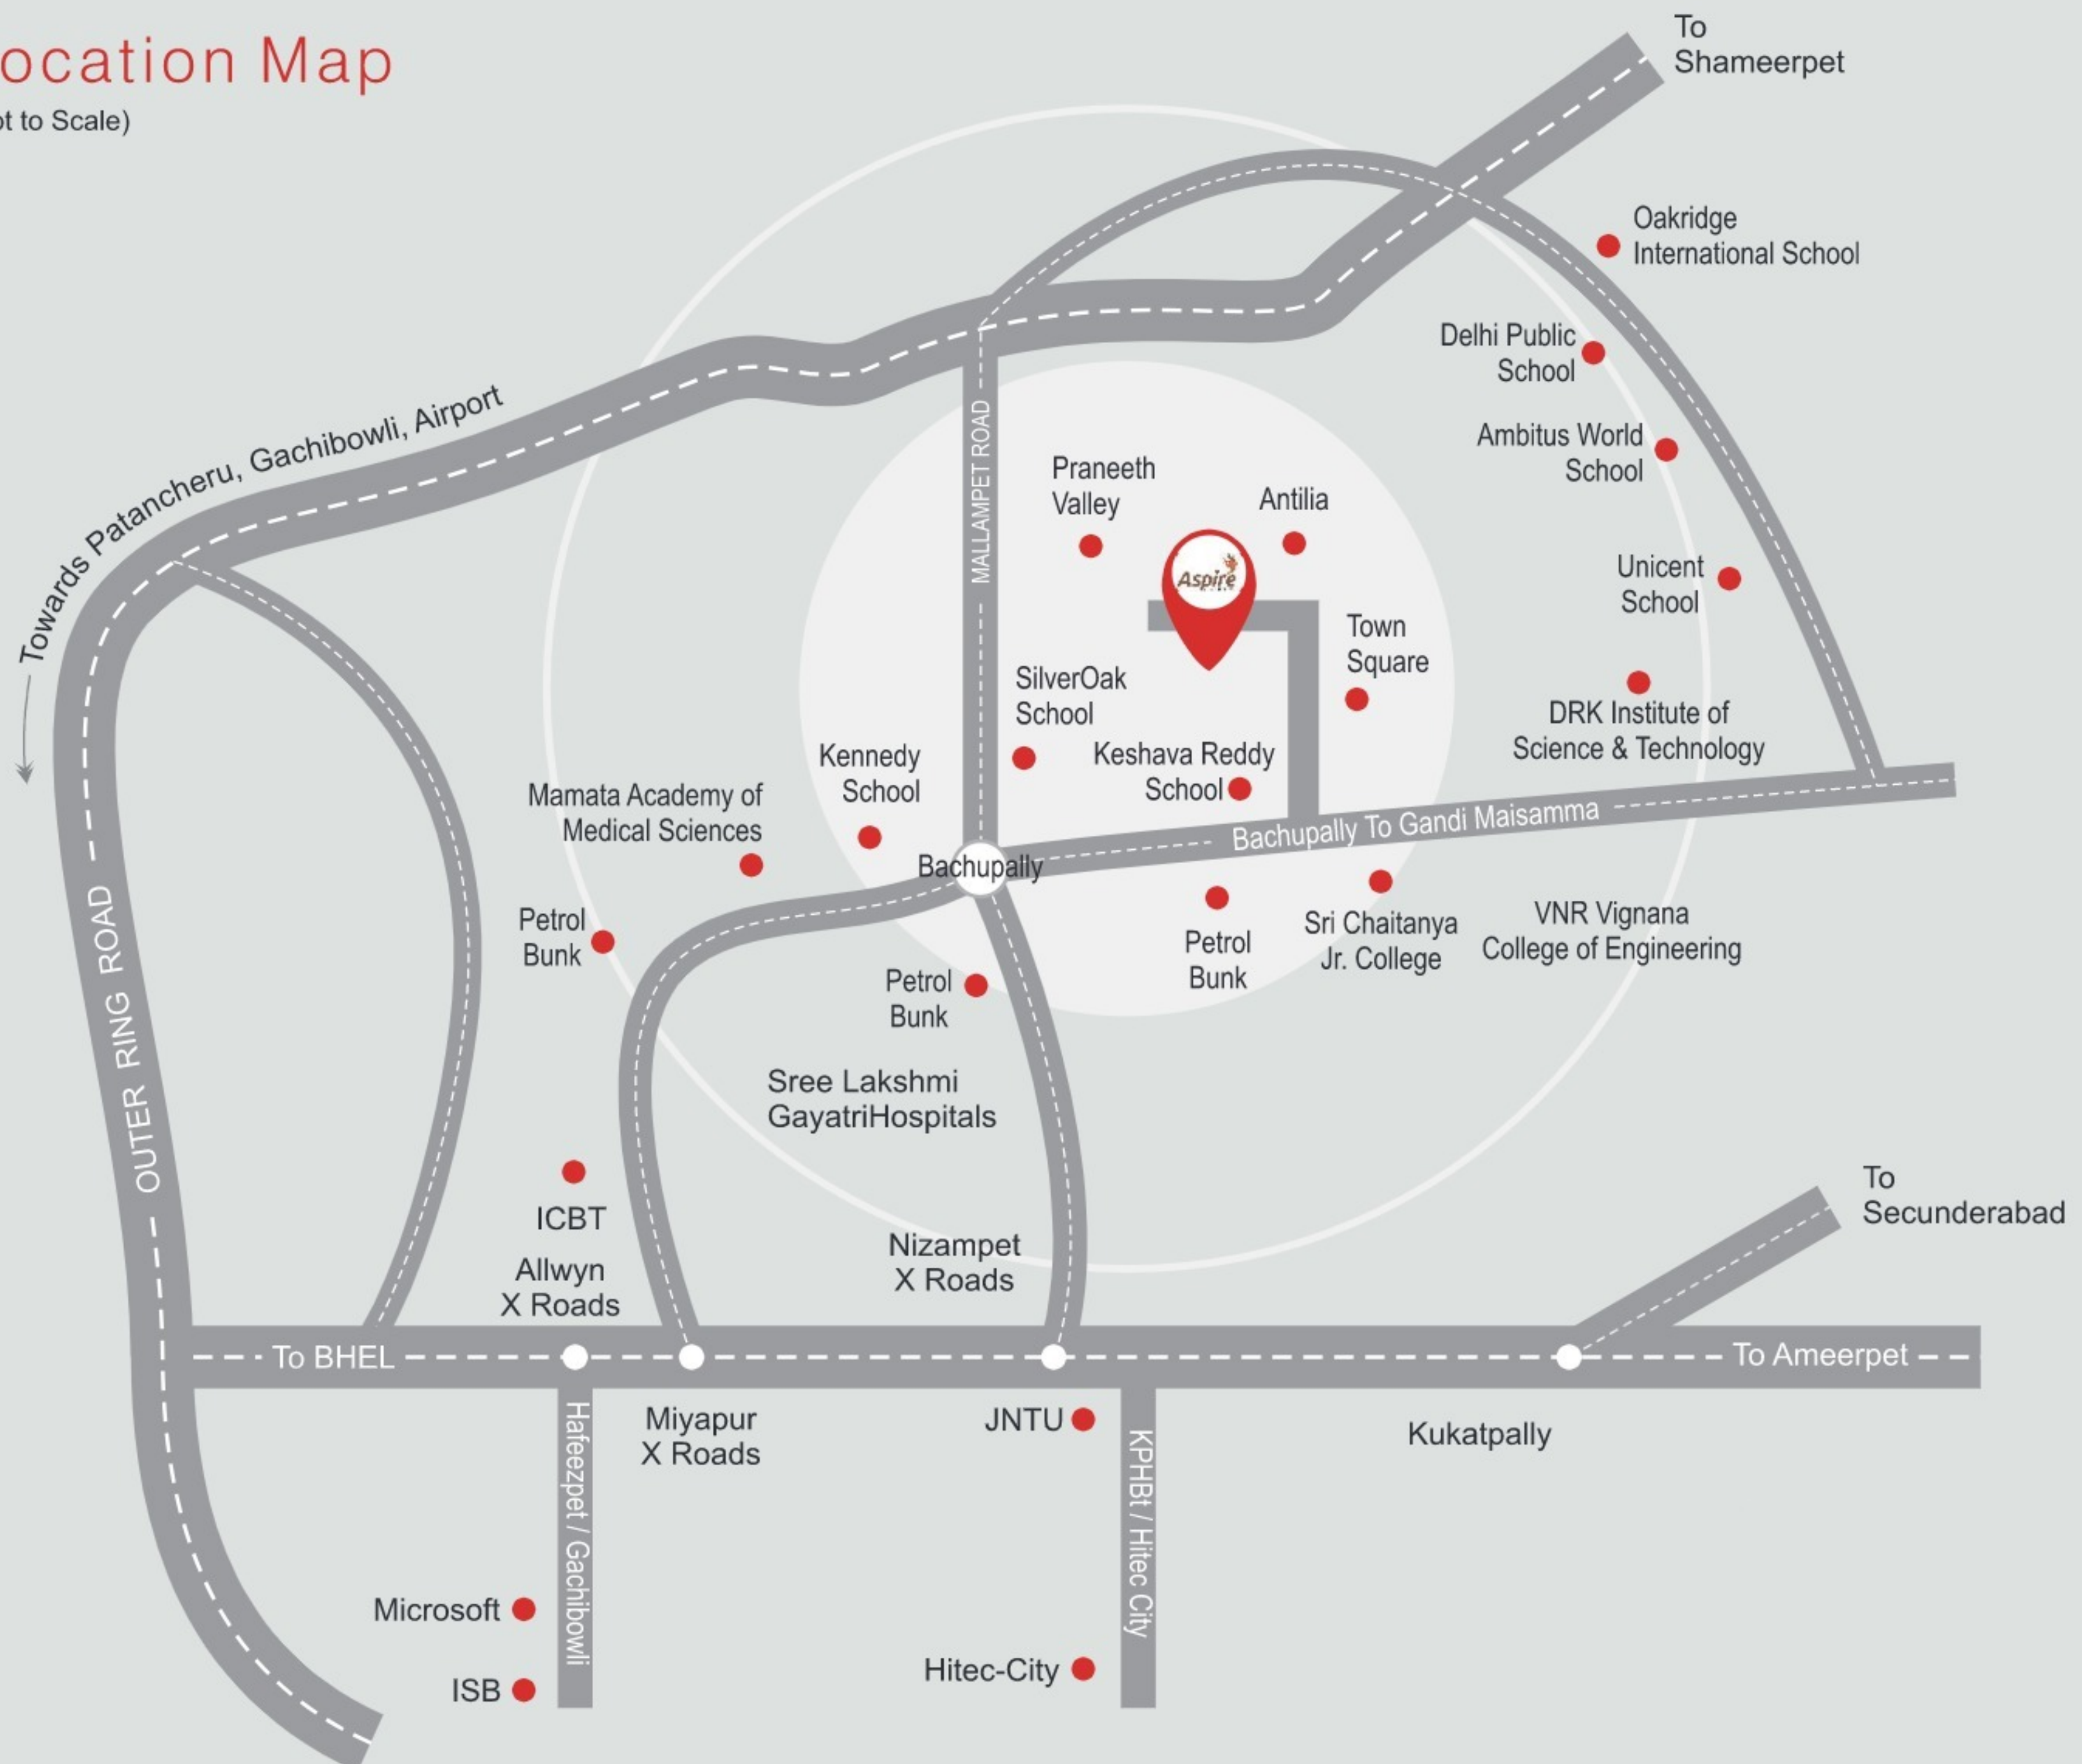 ocation Map
ot to Scale)
To
Shameerpet
Oakridge
International School
Delhi Public
School
Ambitus World
School
Unicent
School
DRK Institute of
Science & Technology
Towards Patancheru, Gachibowli, Airport
MALLAMPET ROAD
Praneeth
Valley
Antilia
Aspire
Town
Square
SilverOak
School
Keshava Reddy
School
Kennedy
School
Mamata Academy of
Medical Sciences
Bachupally
Bachupally To Gandi Maisamma
Petrol
Bunk
Petrol
Bunk
Petrol
Bunk
Sri Chaitanya
Jr. College
VNR Vignana
College of Engineering
OUTER RING ROAD
Sree Lakshmi
GayatriHospitals
ICBT
Allwyn
X Roads
Nizampet
X Roads
To
Secunderabad
To BHEL
To Ameerpet
Hafeezpet / Gachibowli
Miyapur
X Roads
JNTU
KPHBt / Hitec City
Kukatpally
Microsoft
ISB
Hitec-City